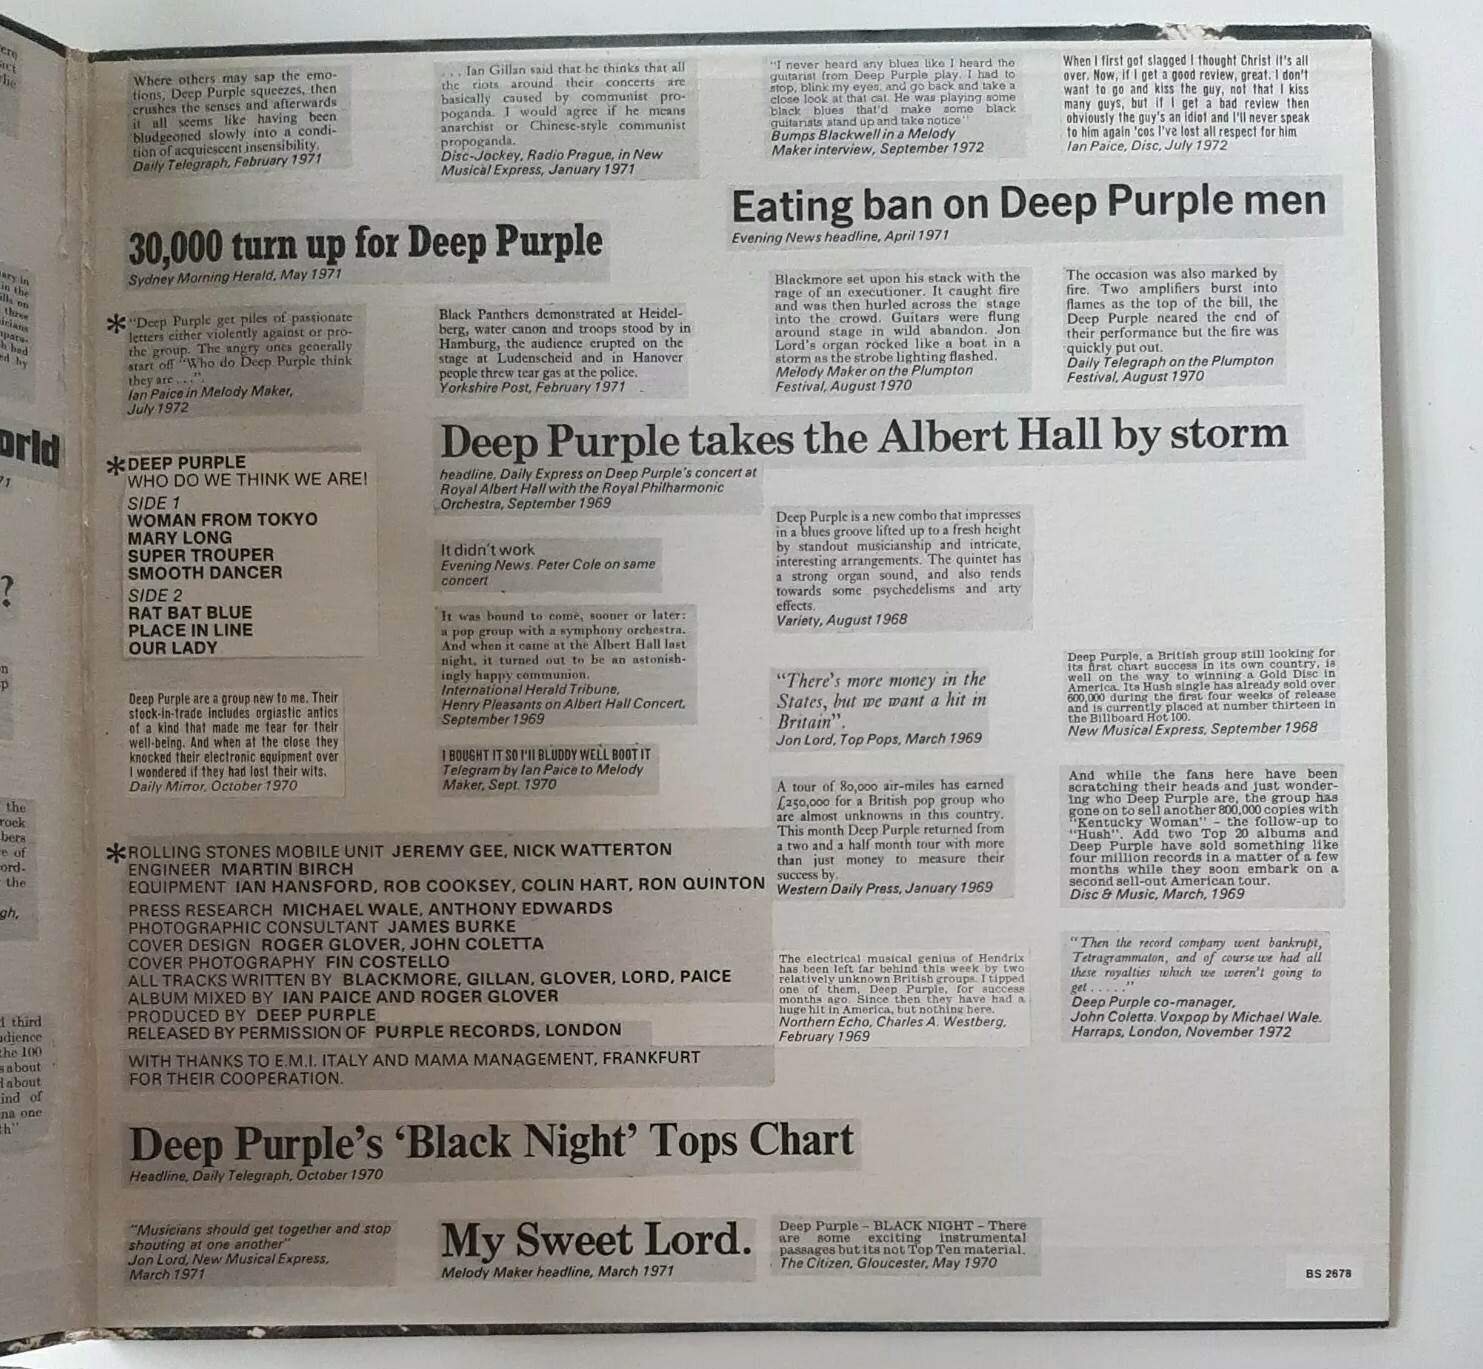 ere
act
the
ary in
in the
ills on
three
icians
h had
ed by
orld
71
?
n
p
the
rock
bers
e of
ord-
the
gh,
d third
udience
the 100
s about
d about
ind of
na one
th"
Where others may sap the emo-
tions, Deep Purple squeezes, then
crushes the senses and afterwards
it all seems like having been
bludgeoned slowly into a condi-
tion of acquiescent insensibility.
Daily Telegraph, February 1971
. . . Ian Gillan said that he thinks that all
the riots around their concerts are
basically caused by communist pro-
poganda. I would agree if he means
anarchist or Chinese-style communist
propoganda.
Disc-Jockey, Radio Prague, in New
Musical Express, January 1971
"I never heard any blues like I heard the
guitarist from Deep Purple play. I had to
stop, blink my eyes, and go back and take a
close look at that cat. He was playing some
black blues that'd make some black
guitarists stand up and take notice"
Bumps Blackwell in a Melody
Maker interview, September 1972
When I first got slagged I thought Christ it's all
over. Now, if I get a good review, great. I don't
want to go and kiss the guy, not that I kiss
many guys, but if I get a bad review then
obviously the guy's an idiot and I'll never speak
to him again 'cos I've lost all respect for him
Ian Paice, Disc, July 1972
30,000 turn up for Deep Purple
Sydney Morning Herald, May 1971
Eating ban on Deep Purple men
Evening News headline, April 1971
*"Deep Purple get piles of passionate
letters either violently against or pro-
the group. The angry ones generally
start off "Who do Deep Purple think
they are . . .".
Ian Paice in Melody Maker,
July 1972
Black Panthers demonstrated at Heidel-
berg, water canon and troops stood by in
Hamburg, the audience erupted on the
stage at Ludenscheid and in Hanover
people threw tear gas at the police.
Yorkshire Post, February 1971
Blackmore set upon his stack with the
rage of an executioner. It caught fire
and was then hurled across the stage
into the crowd. Guitars were flung
around stage in wild abandon. Jon
Lord's organ rocked like a boat in a
storm as the strobe lighting flashed.
Melody Maker on the Plumpton
Festival, August 1970
The occasion was also marked by
fire. Two amplifiers burst into
flames as the top of the bill, the
Deep Purple neared the end of
their performance but the fire was
quickly put out.
Daily Telegraph on the Plumpton
Festival, August 1970
Deep Purple takes the Albert Hall by storm
headline, Daily Express on Deep Purple's concert at
Royal Albert Hall with the Royal Philharmonic
Orchestra, September 1969
*DEEP PURPLE
WHO DO WE THINK WE ARE!
SIDE 1
WOMAN FROM TOKYO
MARY LONG
SUPER TROUPER
SMOOTH DANCER
SIDE 2
RAT BAT BLUE
PLACE IN LINE
OUR LADY
It didn't work
Evening News. Peter Cole on same
concert
Deep Purple is a new combo that impresses
in a blues groove lifted up to a fresh height
by standout musicianship and intricate,
interesting arrangements. The quintet has
a strong organ sound, and also tends
towards some psychedelisms and arty
effects.
Variety, August 1968
It was bound to come, sooner or later:
a pop group with a symphony orchestra.
And when it came at the Albert Hall last
night, it turned out to be an astonish-
ingly happy communion.
International Herald Tribune,
Henry Pleasants on Albert Hall Concert,
September 1969
Deep Purple are a group new to me. Their
stock-in-trade includes orgiastic antics
of a kind that made me fear for their
well-being. And when at the close they
knocked their electronic equipment over
I wondered if they had lost their wits.
Daily Mirror, October 1970
I BOUGHT IT SO I'll BLUDDY WELL BOOT IT
Telegram by Ian Paice to Melody
Maker, Sept. 1970
"There's more money in the
States, but we want a hit in
Britain".
Jon Lord, Top Pops, March 1969
Deep Purple, a British group still looking for
its first chart success in its own country, is
well on the way to winning a Gold Disc in
America. Its Hush single has already sold over
600,000 during the first four weeks of release
and is currently placed at number thirteen in
the Billboard Hot 100.
New Musical Express, September 1968
A tour of 80,000 air-miles has earned
£250,000 for a British pop group who
are almost unknowns in this country.
This month Deep Purple returned from
a two and a half month tour with more
than just money to measure their
success by.
Western Daily Press, January 1969
And while the fans here have been
scratching their heads and just wonder-
ing who Deep Purple are, the group has
gone on to sell another 800,000 copies with
"Kentucky Woman" – the follow-up to
"Hush". Add two Top 20 albums and
Deep Purple have sold something like
four million records in a matter of a few
months while they soon embark on a
second sell-out American tour.
Disc & Music, March, 1969
*ROLLING STONES MOBILE UNIT JEREMY GEE, NICK WATTERTON
ENGINEER MARTIN BIRCH
EQUIPMENT IAN HANSFORD, ROB COOKSEY, COLIN HART, RON QUINTON
PRESS RESEARCH MICHAEL WALE, ANTHONY EDWARDS
PHOTOGRAPHIC CONSULTANT JAMES BURKE
COVER DESIGN ROGER GLOVER, JOHN COLETTA
COVER PHOTOGRAPHY FIN COSTELLO
ALL TRACKS WRITTEN BY BLACKMORE, GILLAN, GLOVER, LORD, PAICE
ALBUM MIXED BY IAN PAICE AND ROGER GLOVER
PRODUCED BY DEEP PURPLE
RELEASED BY PERMISSION OF PURPLE RECORDS, LONDON
WITH THANKS TO E.M.I. ITALY AND MAMA MANAGEMENT, FRANKFURT
FOR THEIR COOPERATION.
The electrical musical genius of Hendrix
has been left far behind this week by two
relatively unknown British groups. I tipped
one of them, Deep Purple, for success
months ago. Since then they have had a
huge hit in America, but nothing here.
Northern Echo, Charles A. Westberg,
February 1969
"Then the record company went bankrupt,
Tetragrammaton, and of course we had all
these royalties which we weren't going to
get . . . . ."
Deep Purple co-manager,
John Coletta. Voxpop by Michael Wale.
Harraps, London, November 1972
Deep Purple's 'Black Night' Tops Chart
Headline, Daily Telegraph, October 1970
"Musicians should get together and stop
shouting at one another"
Jon Lord, New Musical Express,
March 1971
My Sweet Lord.
Melody Maker headline, March 1971
Deep Purple – BLACK NIGHT – There
are some exciting instrumental
passages but its not Top Ten material.
The Citizen, Gloucester, May 1970
BS 2678